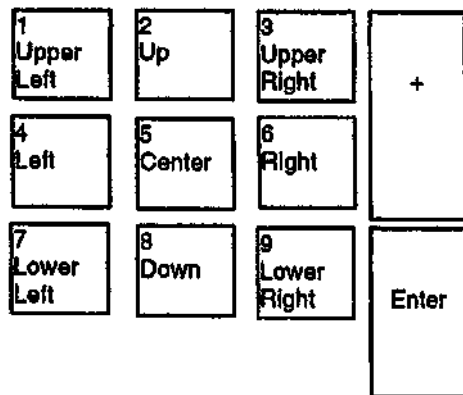 1
Upper
Left
2
Up
3
Upper
Right
+
4
Left
5
Center
6
Right
7
Lower
Left
8
Down
9
Lower
Right
Enter